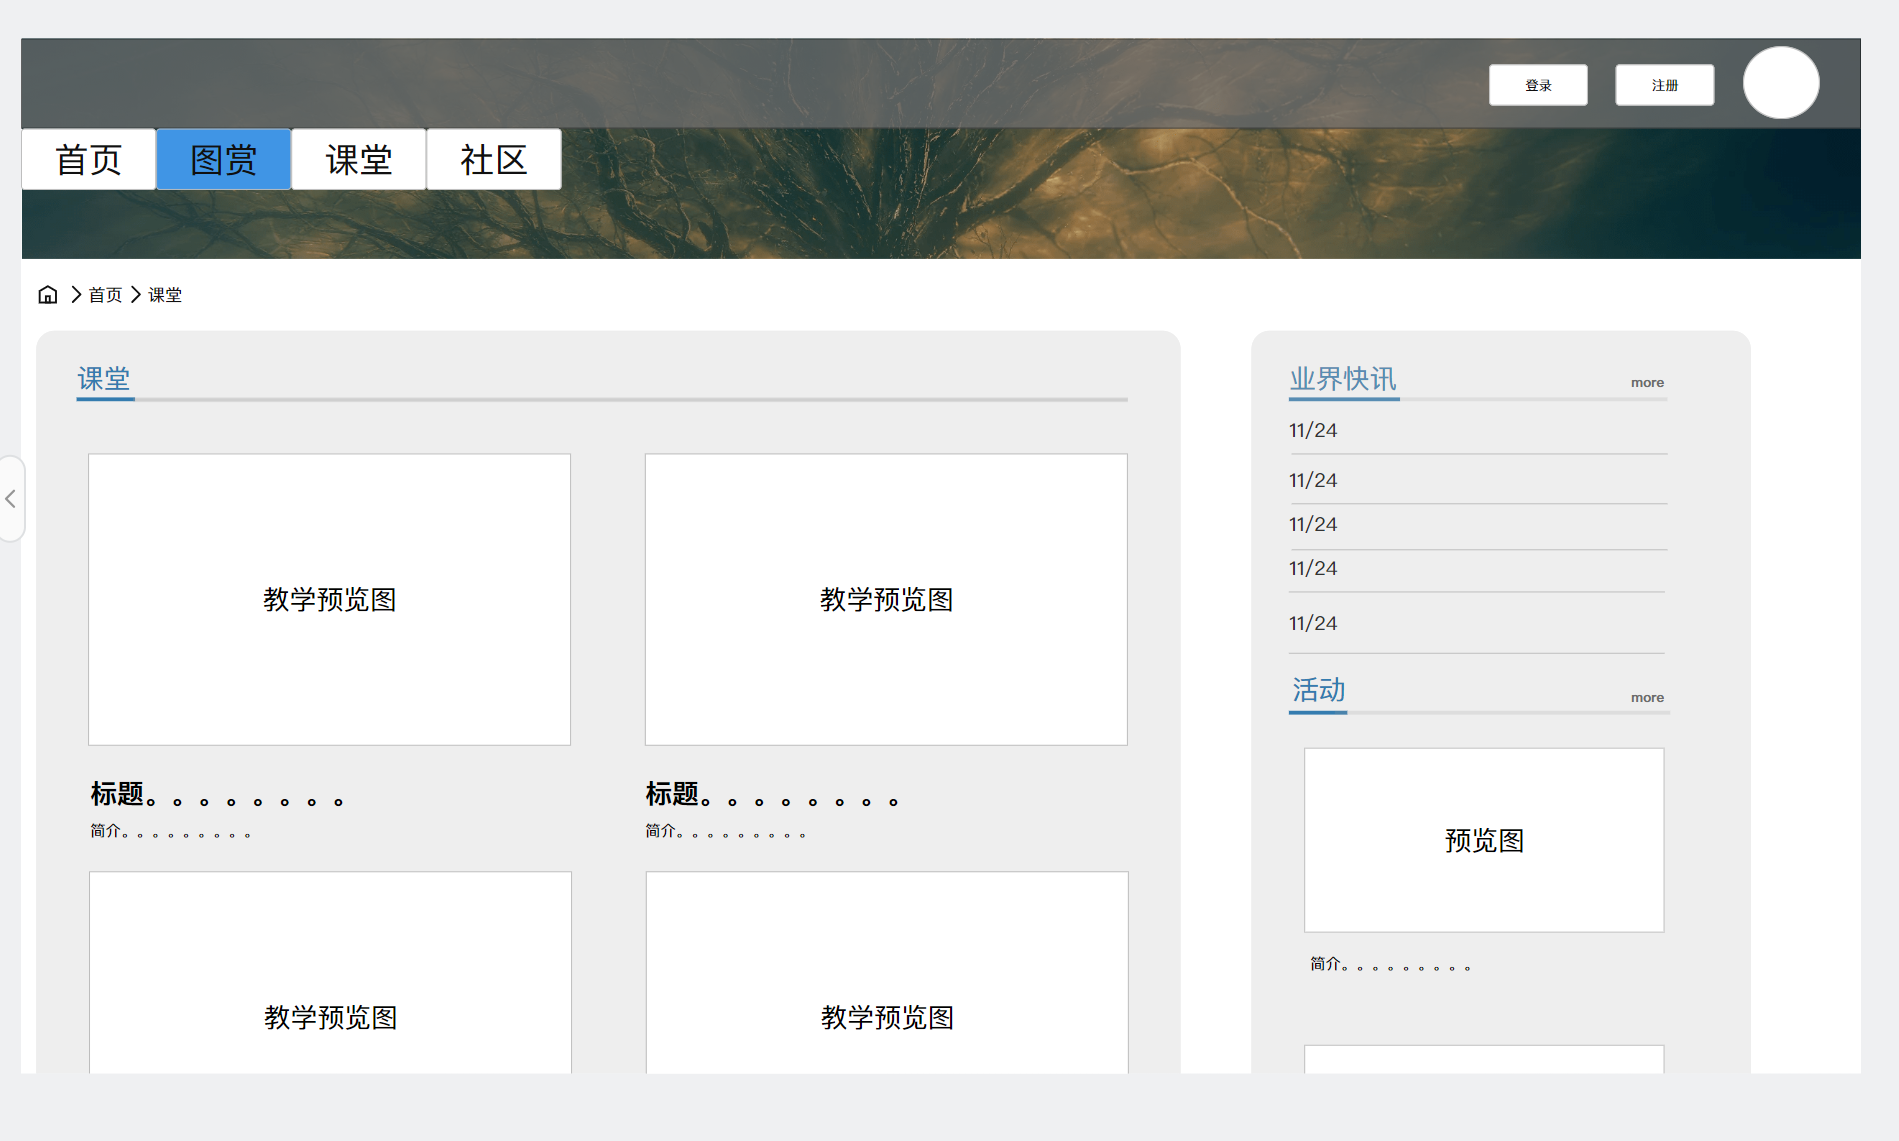 登录 注册
首页 图赏 课堂 社区
首页 课堂
课堂
教学预览图 教学预览图
标题。。。。。。。。 标题。。。。。。。。
简介。。。。。。。。。 简介。。。。。。。。。
教学预览图 教学预览图
业界快讯 more
11/24
11/24
11/24
11/24
11/24
活动 more
预览图
简介。。。。。。。。。